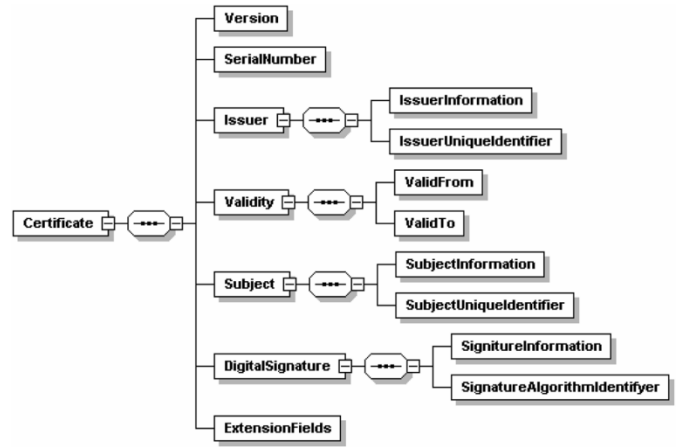 Version
SerialNumber
IssuerInformation
Issuer
IssuerUniqueIdentifier
ValidFrom
Validity
Certificate
ValidTo
SubjectInformation
Subject
SubjectUniqueIdentifier
SignitureInformation
DigitalSignature
SignatureAlgorithmIdentifyer
ExtensionFields